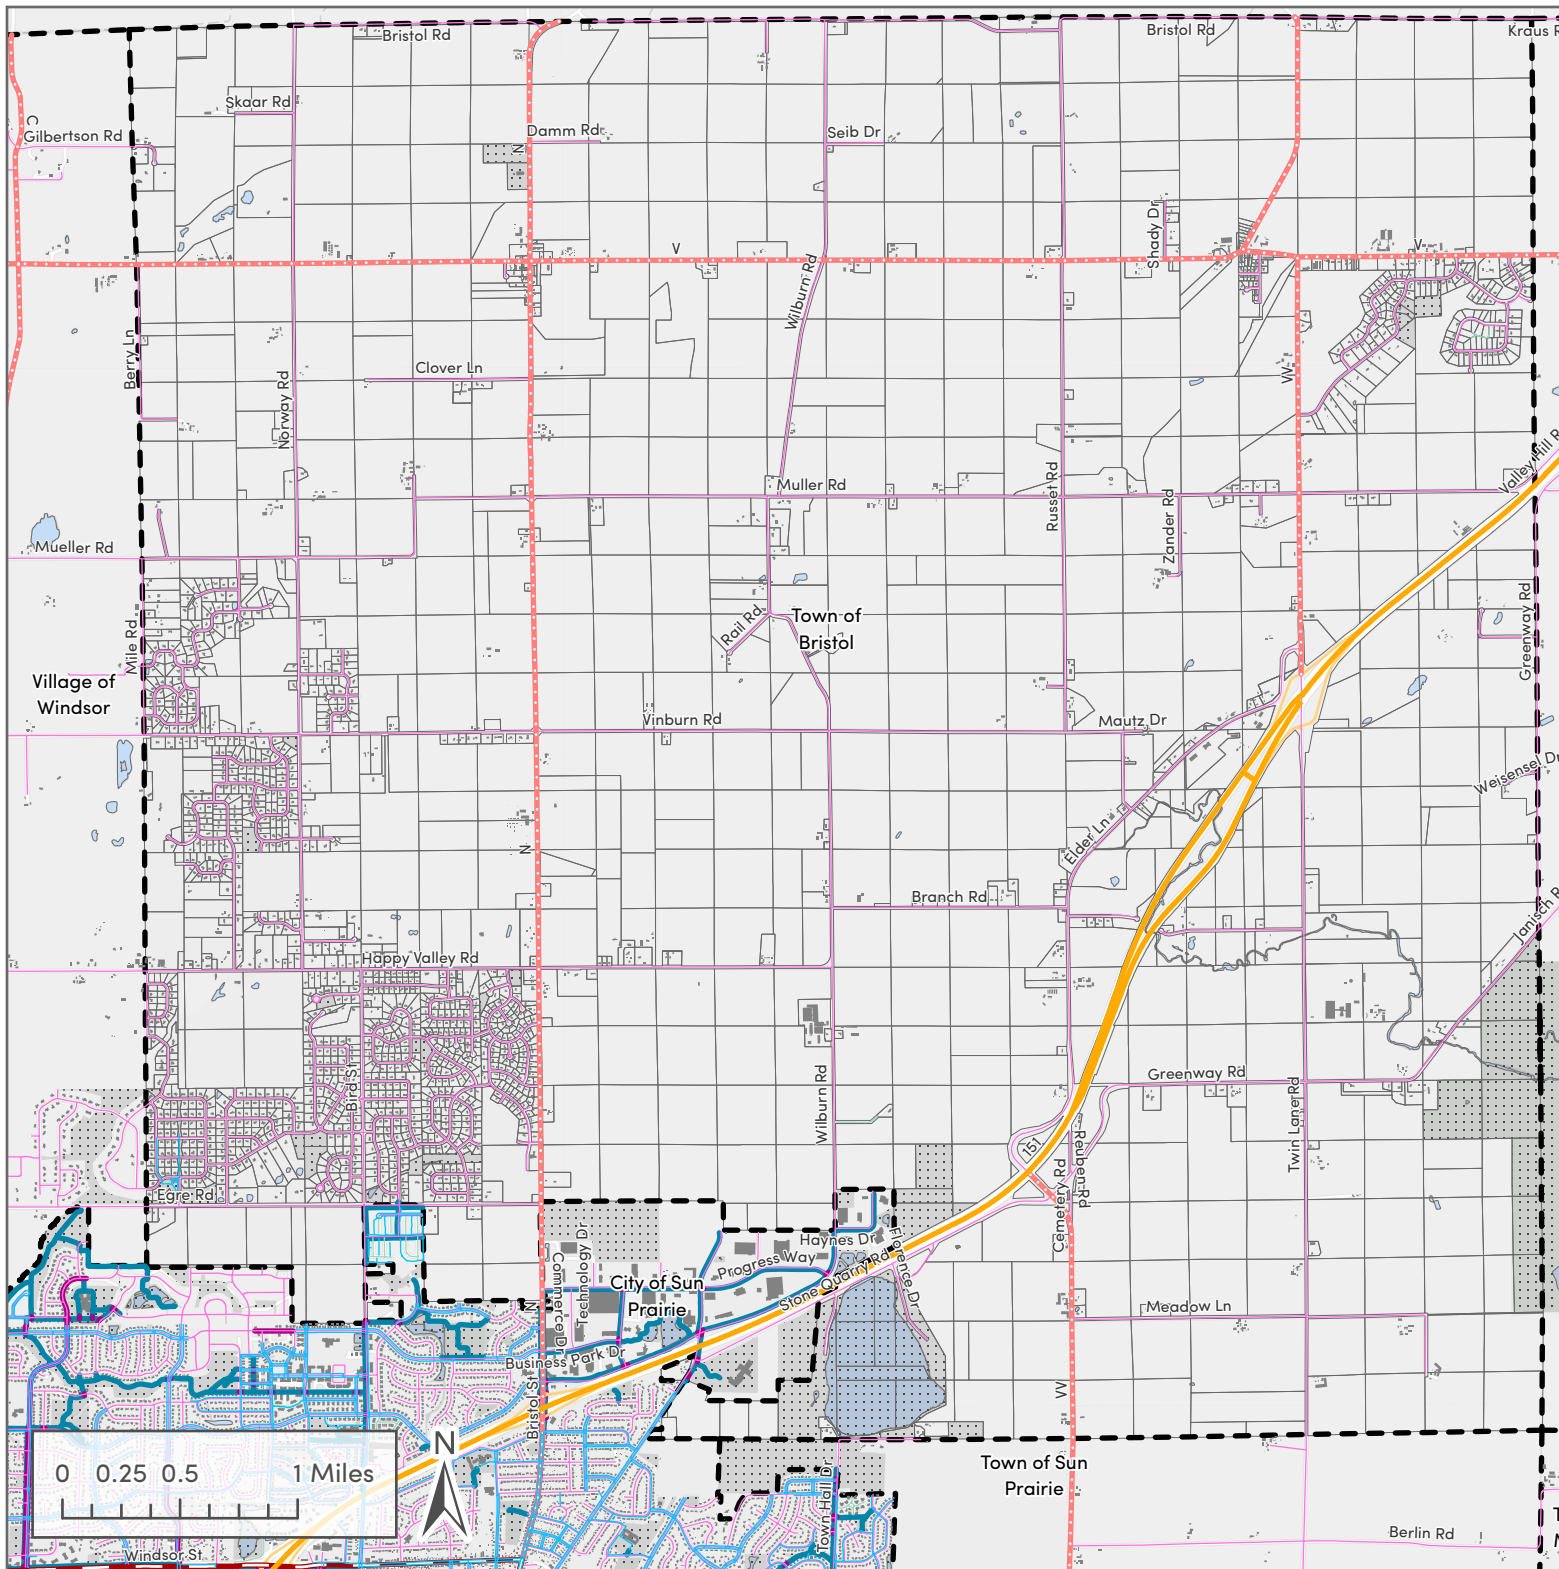 Bristol Rd
Bristol Rd
Kraus R
Skaar Rd
C
Gilbertson Rd
Damm Rd
N
Seib Dr
Shady Dr
V
V
Wilburn Rd
Berry Ln
Norway Rd
Clover Ln
VV
Valley Hill R
Muller Rd
Russet Rd
Zander Rd
Mueller Rd
Mile Rd
Rail Rd
Town of
Bristol
Greenway Rd
Village of
Windsor
Vinburn Rd
Mautz Dr
Weisensel Dr
N
Elder Ln
Branch Rd
Janisch R
Happy Valley Rd
Bird St
Wilburn Rd
Greenway Rd
Twin Lane Rd
151
Reuben Rd
Cemetery Rd
Egre Rd
Technology Dr
Commerce Dr
Haynes Dr
Florence Dr
Progress Way
Stone Quarry Rd
City of Sun
Prairie
N
Meadow Ln
Business Park Dr
VV
Bristol St
N
Town of Sun
Prairie
0 0.25 0.5 1 Miles
Town Hall Dr
Berlin Rd
Windsor St
T
M